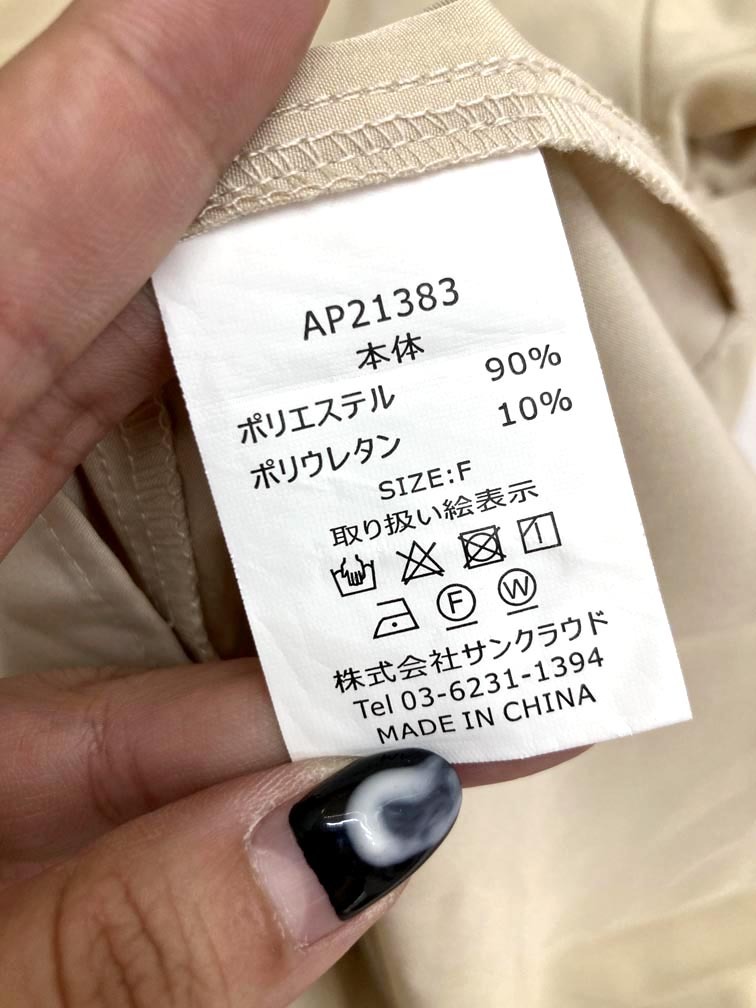 AP21383
本体
ポリエステル 90%
ポリウレタン 10%
SIZE:F
取り扱い絵表示
F W
株式会社サンクラウド
Tel 03-6231-1394
MADE IN CHINA